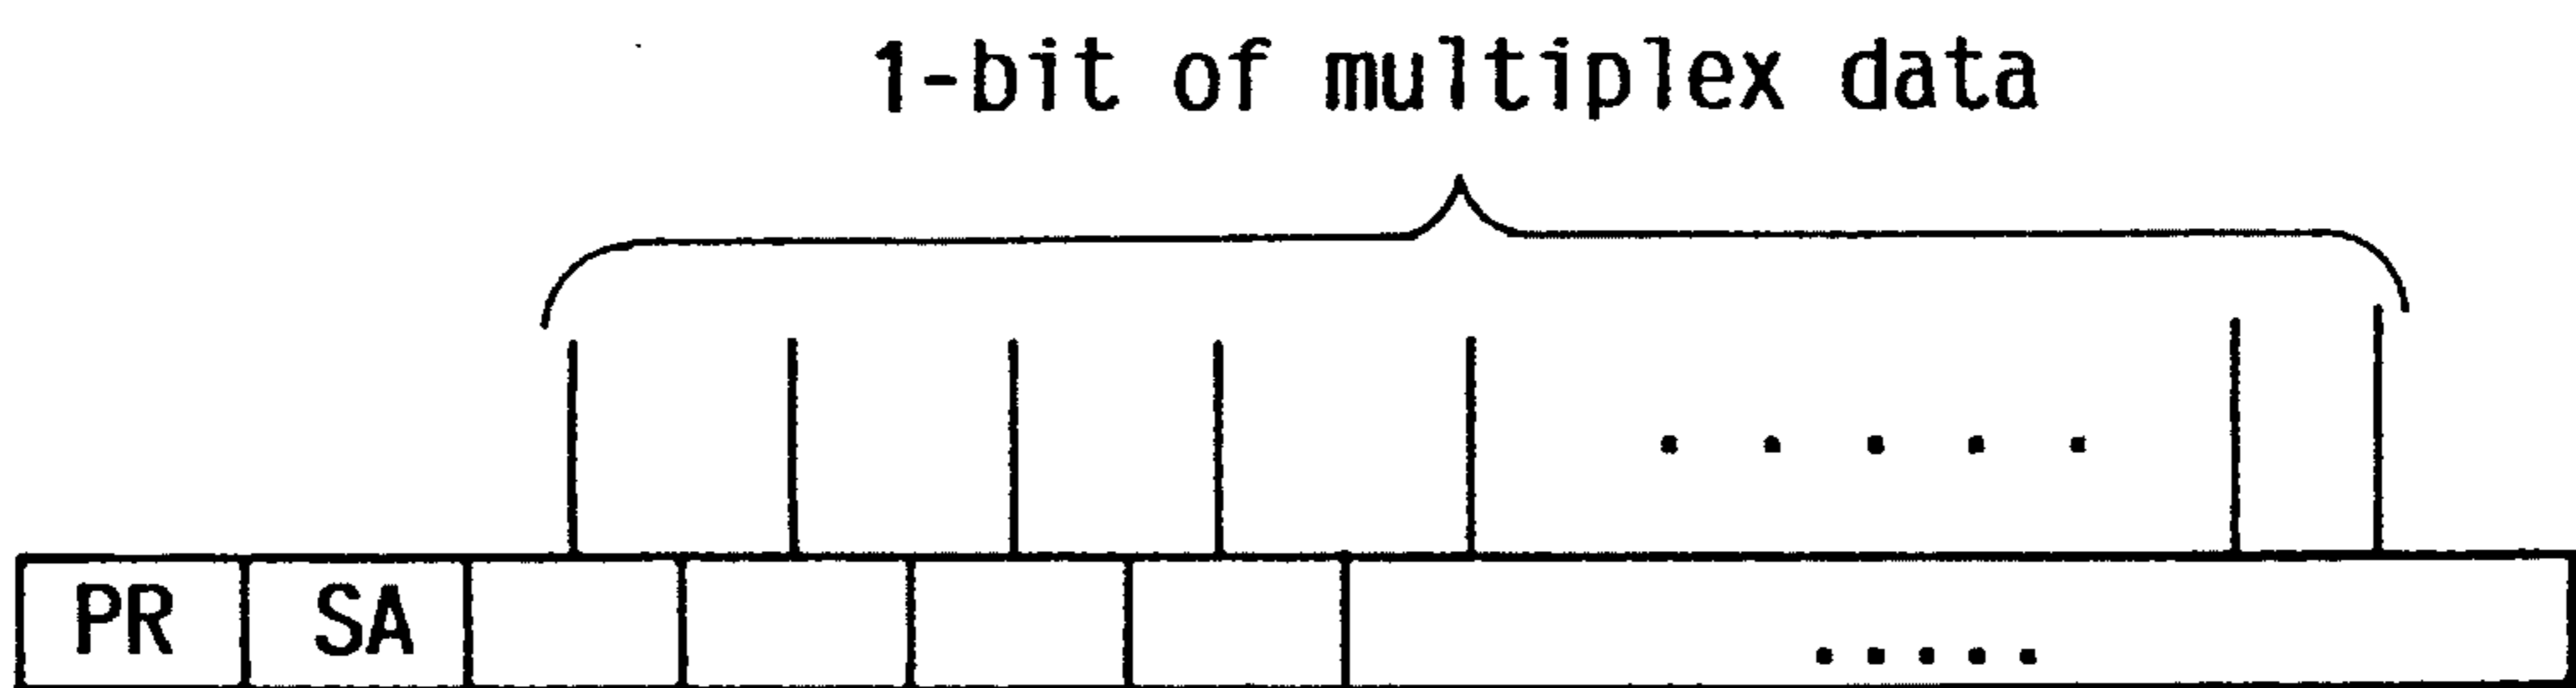 1-bit of multiplex data
. . . . .
PR SA .....